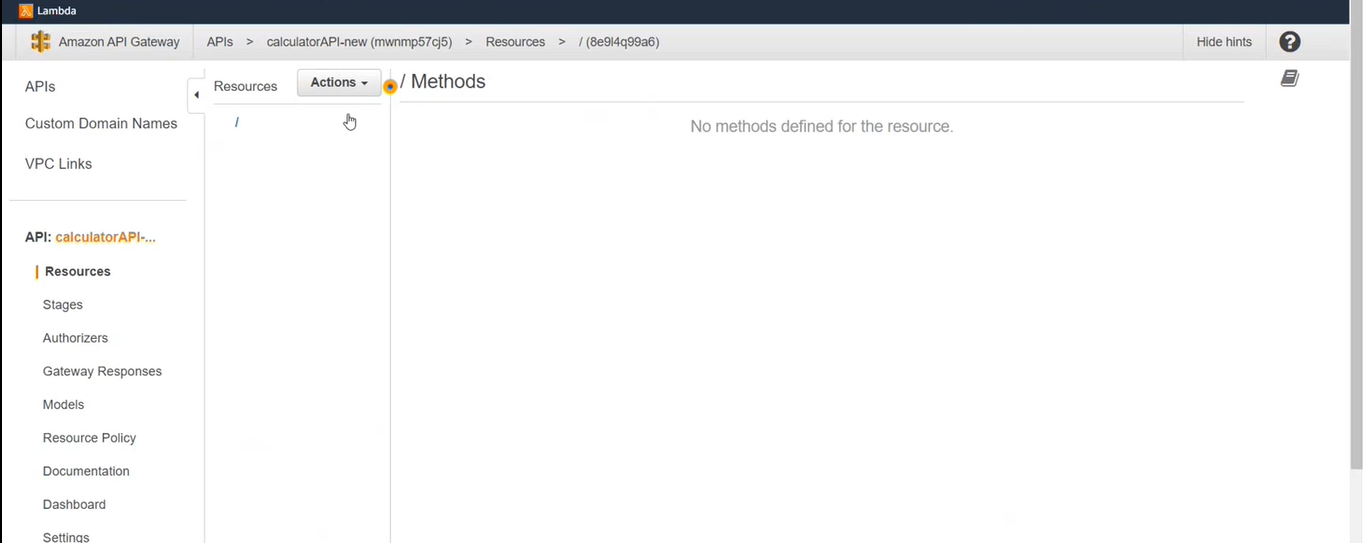 Lambda
Amazon API Gateway APIs > calculatorAPI-new (mwnmp57cj5) > Resources > / (8e9l4q99a6) Hide hints ?
APIs
Custom Domain Names
VPC Links
API: calculatorAPI-...
Resources
Stages
Authorizers
Gateway Responses
Models
Resource Policy
Documentation
Dashboard
Settings
Resources Actions
/
/ Methods
No methods defined for the resource.